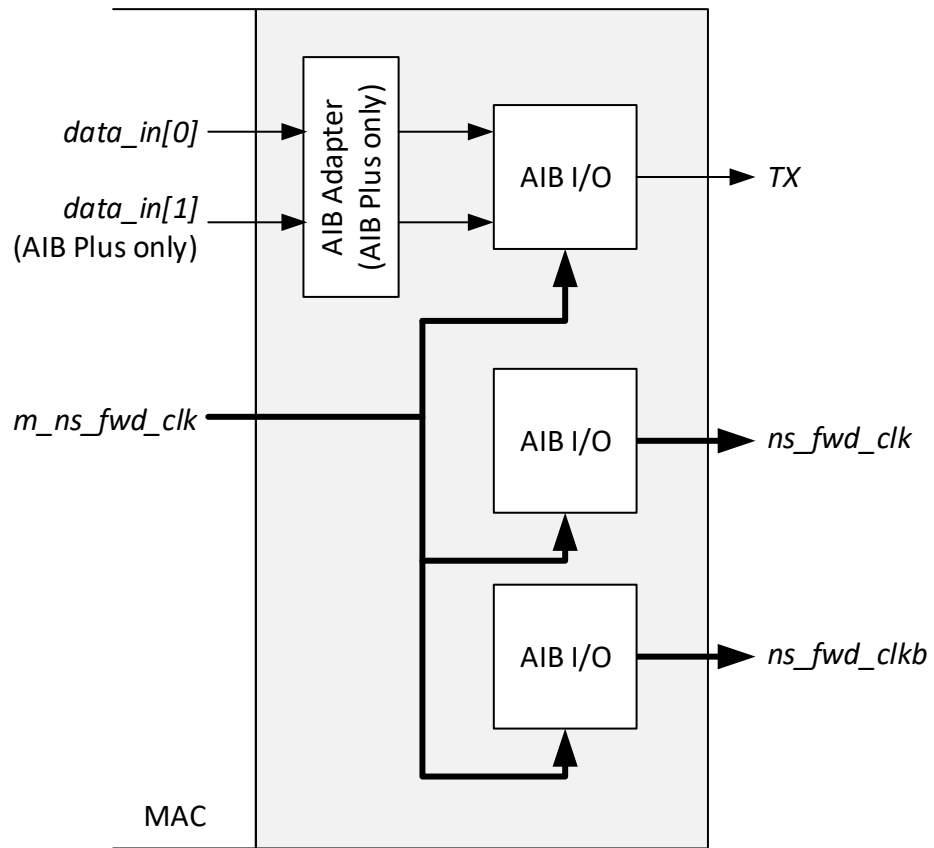 data_in[0]
data_in[1]
(AIB Plus only)
AIB Adapter
(AIB Plus only)
AIB I/O
TX
m_ns_fwd_clk
AIB I/O
ns_fwd_clk
AIB I/O
ns_fwd_clkb
MAC